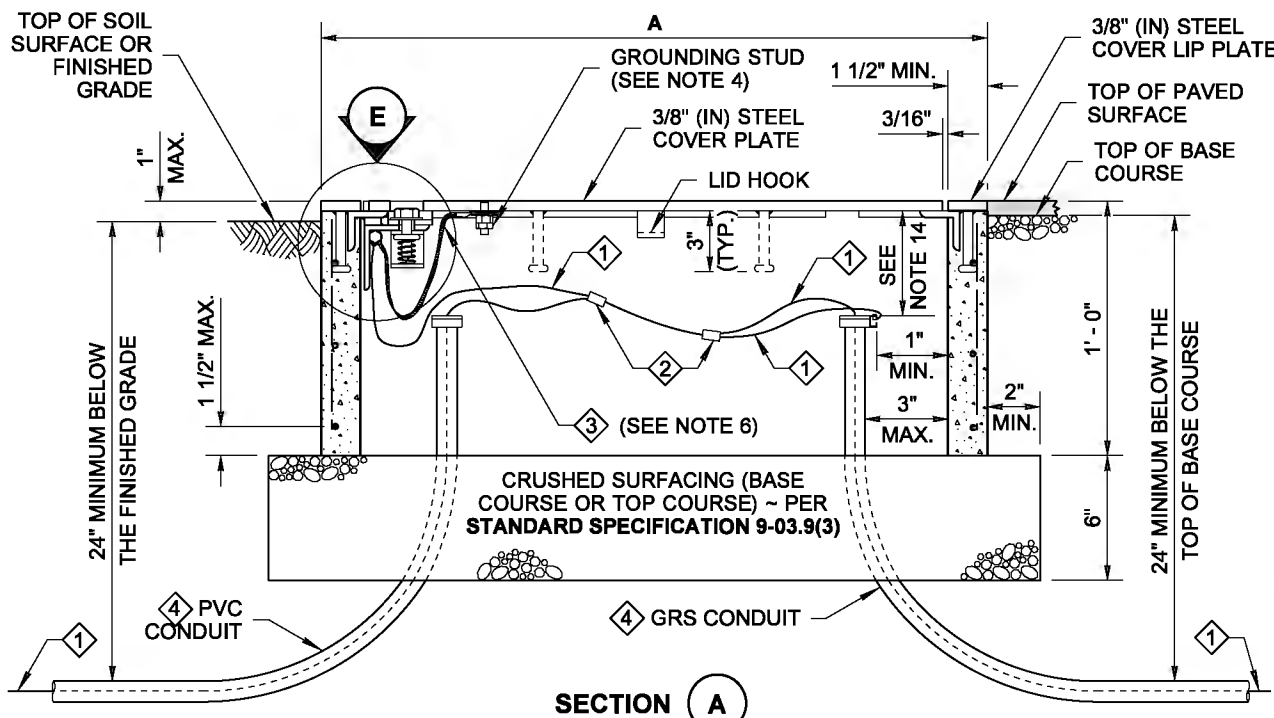 TOP OF SOIL
SURFACE OR
FINISHED
GRADE
A
GROUNDING STUD
(SEE NOTE 4)
3/8" (IN) STEEL
COVER PLATE
LID HOOK
1 1/2" MIN.
3/16"
3/8" (IN) STEEL
COVER LIP PLATE
TOP OF PAVED
SURFACE
TOP OF BASE
COURSE
E
1"
MAX.
3"
(TYP.)
SEE
NOTE 14
1
1
1
2
3 (SEE NOTE 6)
1"
MIN.
3"
MAX.
2"
MIN.
1' - 0"
6"
1 1/2" MAX.
24" MINIMUM BELOW
THE FINISHED GRADE
24" MINIMUM BELOW THE
TOP OF BASE COURSE
CRUSHED SURFACING (BASE
COURSE OR TOP COURSE) ~ PER
STANDARD SPECIFICATION 9-03.9(3)
4 PVC
CONDUIT
4 GRS CONDUIT
1
1
SECTION A